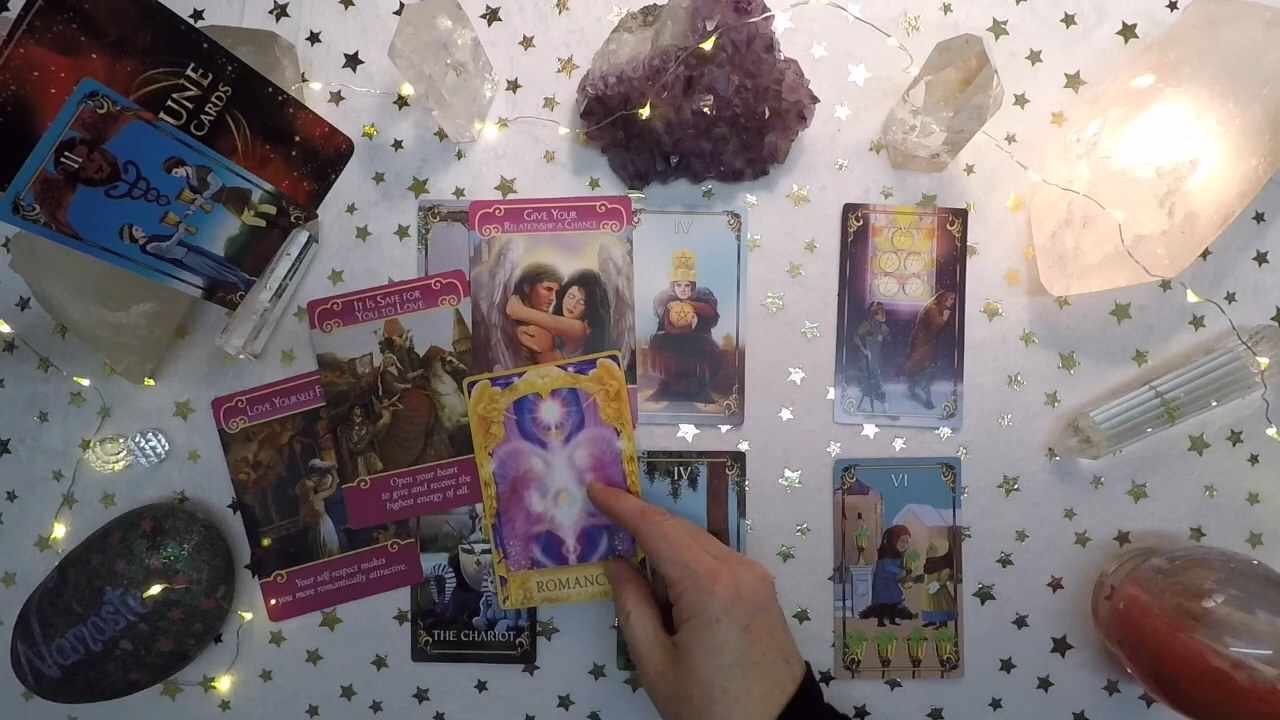 UNE
CARDS
II
GIVE YOUR
RELATIONSHIP A CHANCE
IV
V
IT IS SAFE FOR
YOU TO LOVE
LOVE YOURSELF F
Open your heart
to give and receive the
highest energy of all.
IV
VI
Your self-respect makes
you more romantically attractive.
ROMANC
THE CHARIOT
Namaste